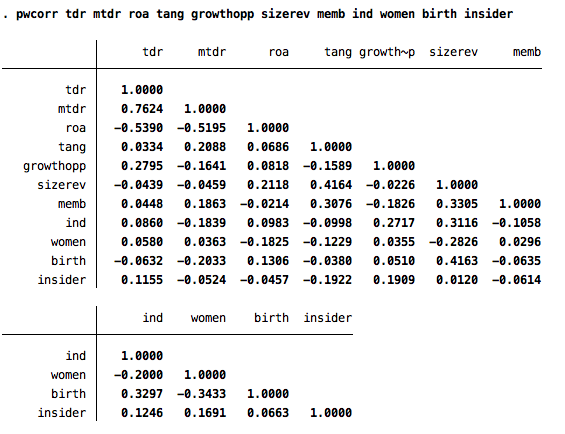 . pwcorr tdr mtdr roa tang growthopp sizerev memb ind women birth insider
tdr mtdr roa tang growth~p sizerev memb
tdr 1.0000
mtdr 0.7624 1.0000
roa -0.5390 -0.5195 1.0000
tang 0.0334 0.2088 0.0686 1.0000
growthopp 0.2795 -0.1641 0.0818 -0.1589 1.0000
sizerev -0.0439 -0.0459 0.2118 0.4164 -0.0226 1.0000
memb 0.0448 0.1863 -0.0214 0.3076 -0.1826 0.3305 1.0000
ind 0.0860 -0.1839 0.0983 -0.0998 0.2717 0.3116 -0.1058
women 0.0580 0.0363 -0.1825 -0.1229 0.0355 -0.2826 0.0296
birth -0.0632 -0.2033 0.1306 -0.0380 0.0510 0.4163 -0.0635
insider 0.1155 -0.0524 -0.0457 -0.1922 0.1909 0.0120 -0.0614
ind women birth insider
ind 1.0000
women -0.2000 1.0000
birth 0.3297 -0.3433 1.0000
insider 0.1246 0.1691 0.0663 1.0000